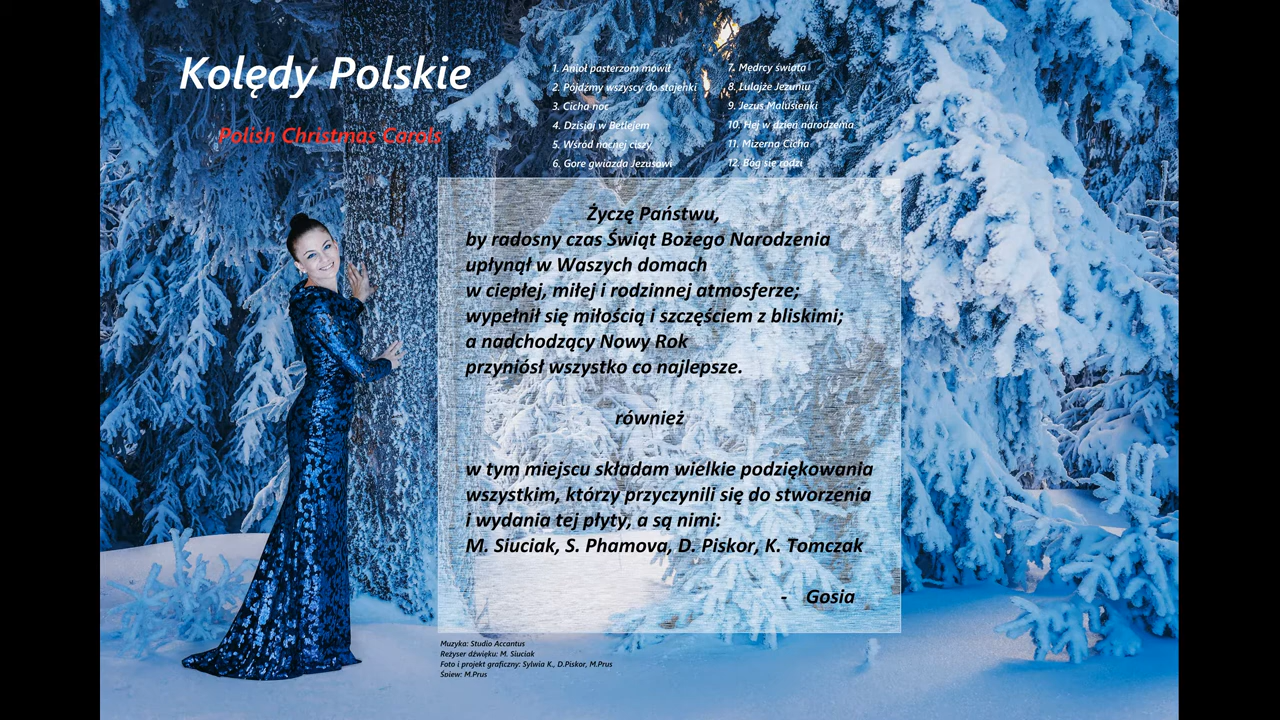 Kolędy Polskie
Polish Christmas Carols
1. Anioł pasterzom mówił
2. Pójdźmy wszyscy do stajenki
3. Cicha noc
4. Dzisiaj w Betlejem
5. Wśród nocnej ciszy
6. Gore gwiazda Jezusowi
7. Mędrcy świata
8. Lulajże Jezuniu
9. Jezus Malusieńki
10. Hej w dzień narodzenia
11. Mizerna Cicha
12. Bóg się rodzi
Życzę Państwu,
by radosny czas Świąt Bożego Narodzenia
upłynął w Waszych domach
w ciepłej, miłej i rodzinnej atmosferze;
wypełnił się miłością i szczęściem z bliskimi;
a nadchodzący Nowy Rok
przyniósł wszystko co najlepsze.
również
w tym miejscu składam wielkie podziękowania
wszystkim, którzy przyczynili się do stworzenia
i wydania tej płyty, a są nimi:
M. Siuciak, S. Phamova, D. Piskor, K. Tomczak
- Gosia
Muzyka: Studio Accantus
Reżyser dźwięku: M. Siuciak
Foto i projekt graficzny: Sylwia K., D.Piskor, M.Prus
Śpiew: M.Prus